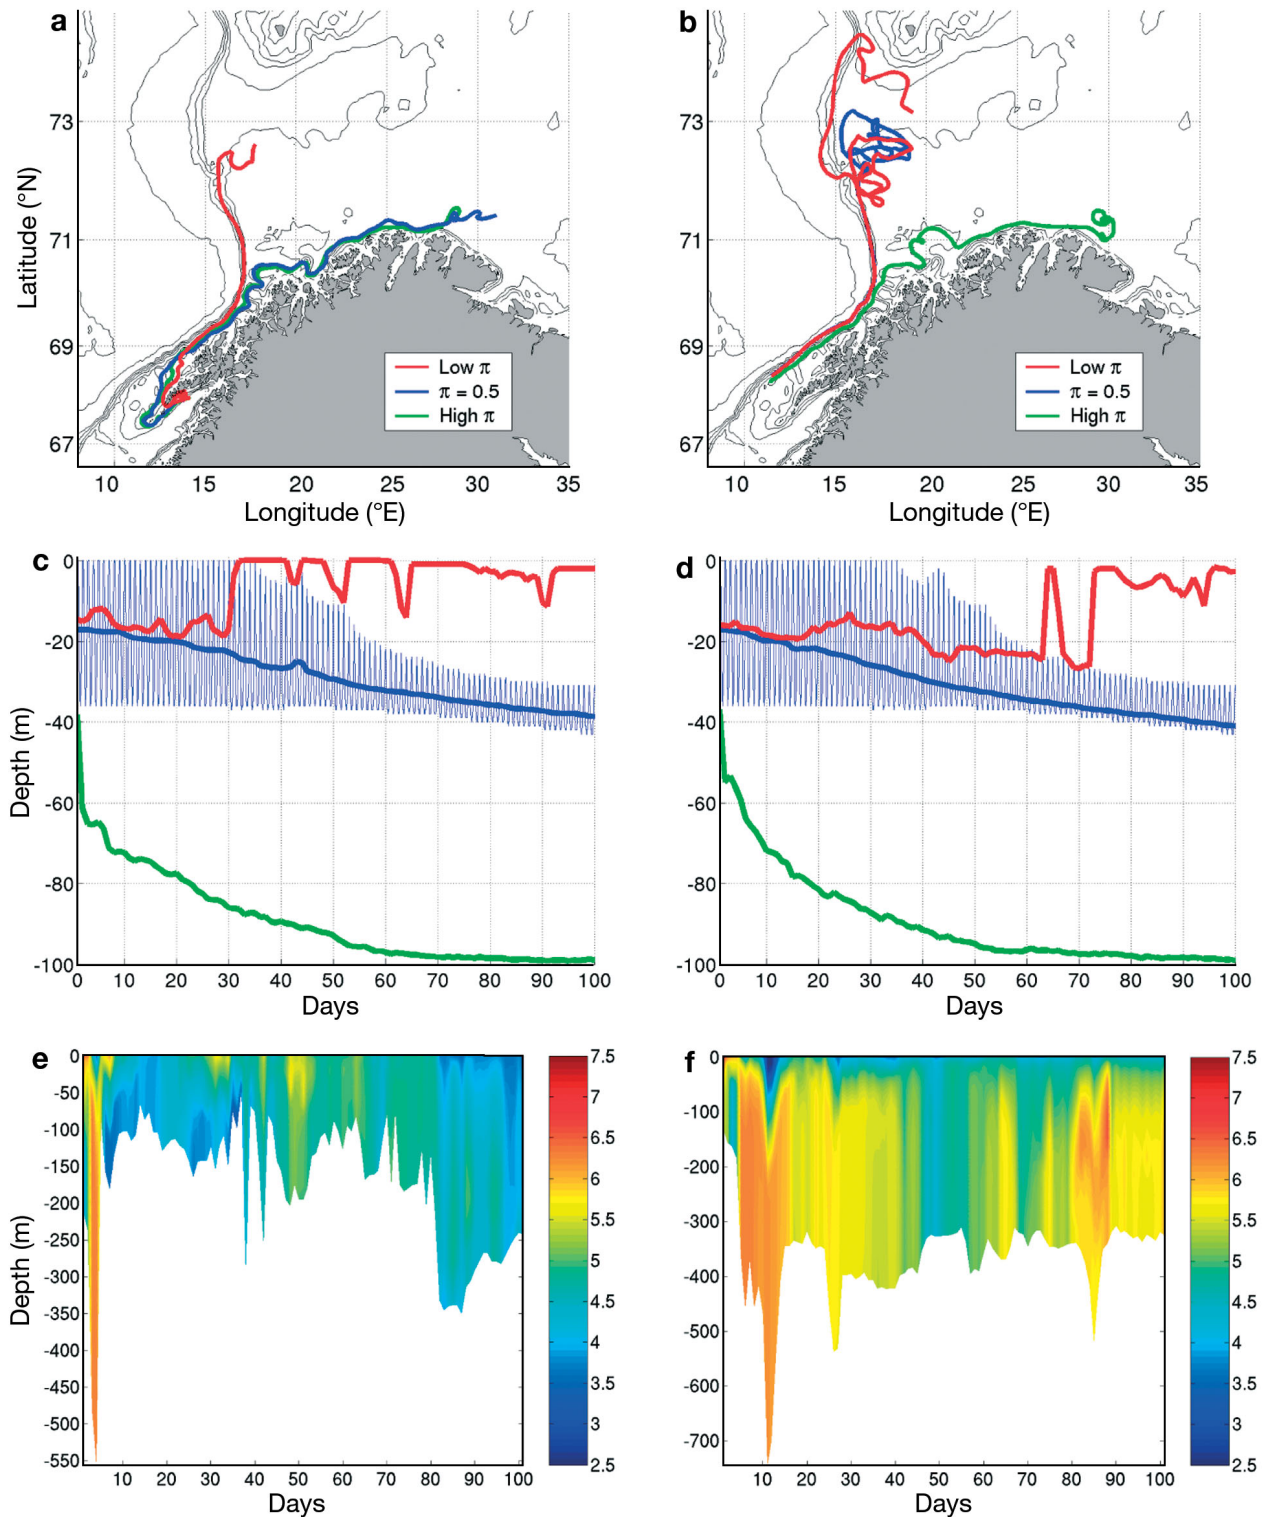 a
b
73
71
69
67
Latitude (°N)
Low π
π = 0.5
High π
10 15 20 25 30 35
Longitude (°E)
73
71
69
67
Low π
π = 0.5
High π
10 15 20 25 30 35
Longitude (°E)
c
0
-20
-40
-60
-80
-100
Depth (m)
0 10 20 30 40 50 60 70 80 90 100
Days
d
0
-20
-40
-60
-80
-100
0 10 20 30 40 50 60 70 80 90 100
Days
e
0
-50
-100
-150
-200
-250
-300
-350
-400
-450
-500
-550
Depth (m)
10 20 30 40 50 60 70 80 90 100
Days
7.5
7
6.5
6
5.5
5
4.5
4
3.5
3
2.5
f
0
-100
-200
-300
-400
-500
-600
-700
10 20 30 40 50 60 70 80 90 100
Days
7.5
7
6.5
6
5.5
5
4.5
4
3.5
3
2.5